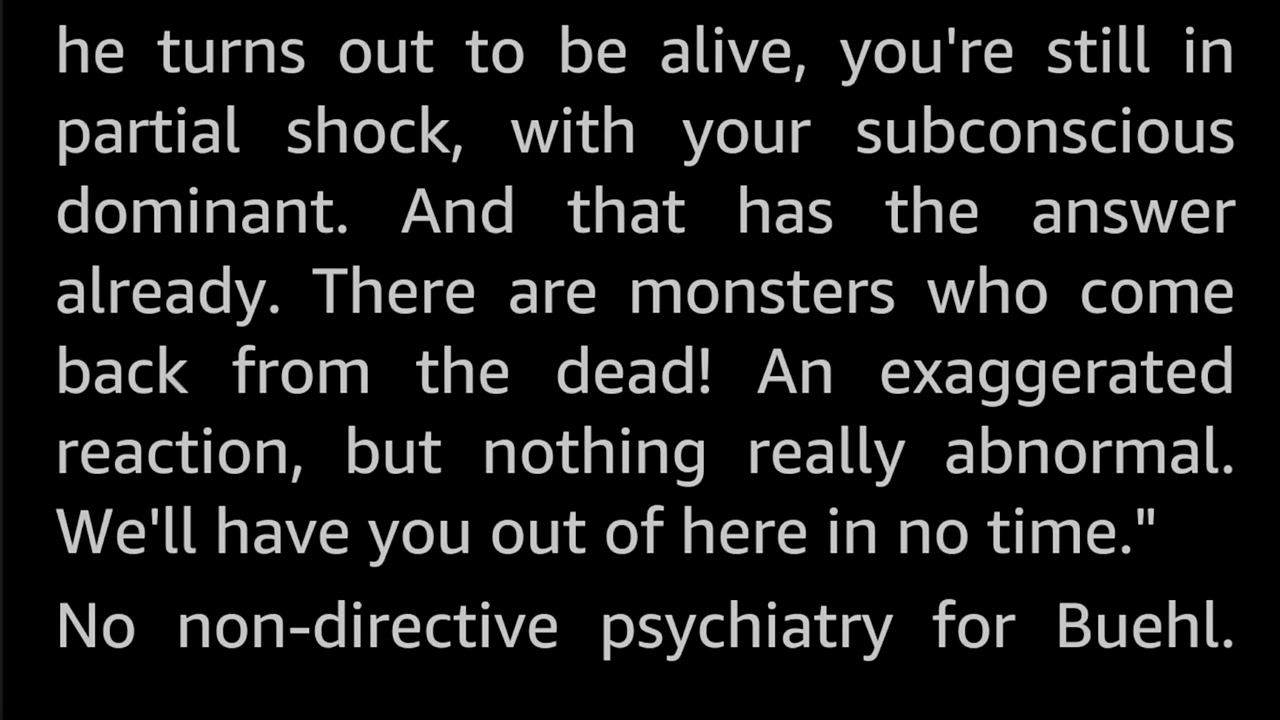 he turns out to be alive, you're still in
partial shock, with your subconscious
dominant. And that has the answer
already. There are monsters who come
back from the dead! An exaggerated
reaction, but nothing really abnormal.
We'll have you out of here in no time."
No non-directive psychiatry for Buehl.